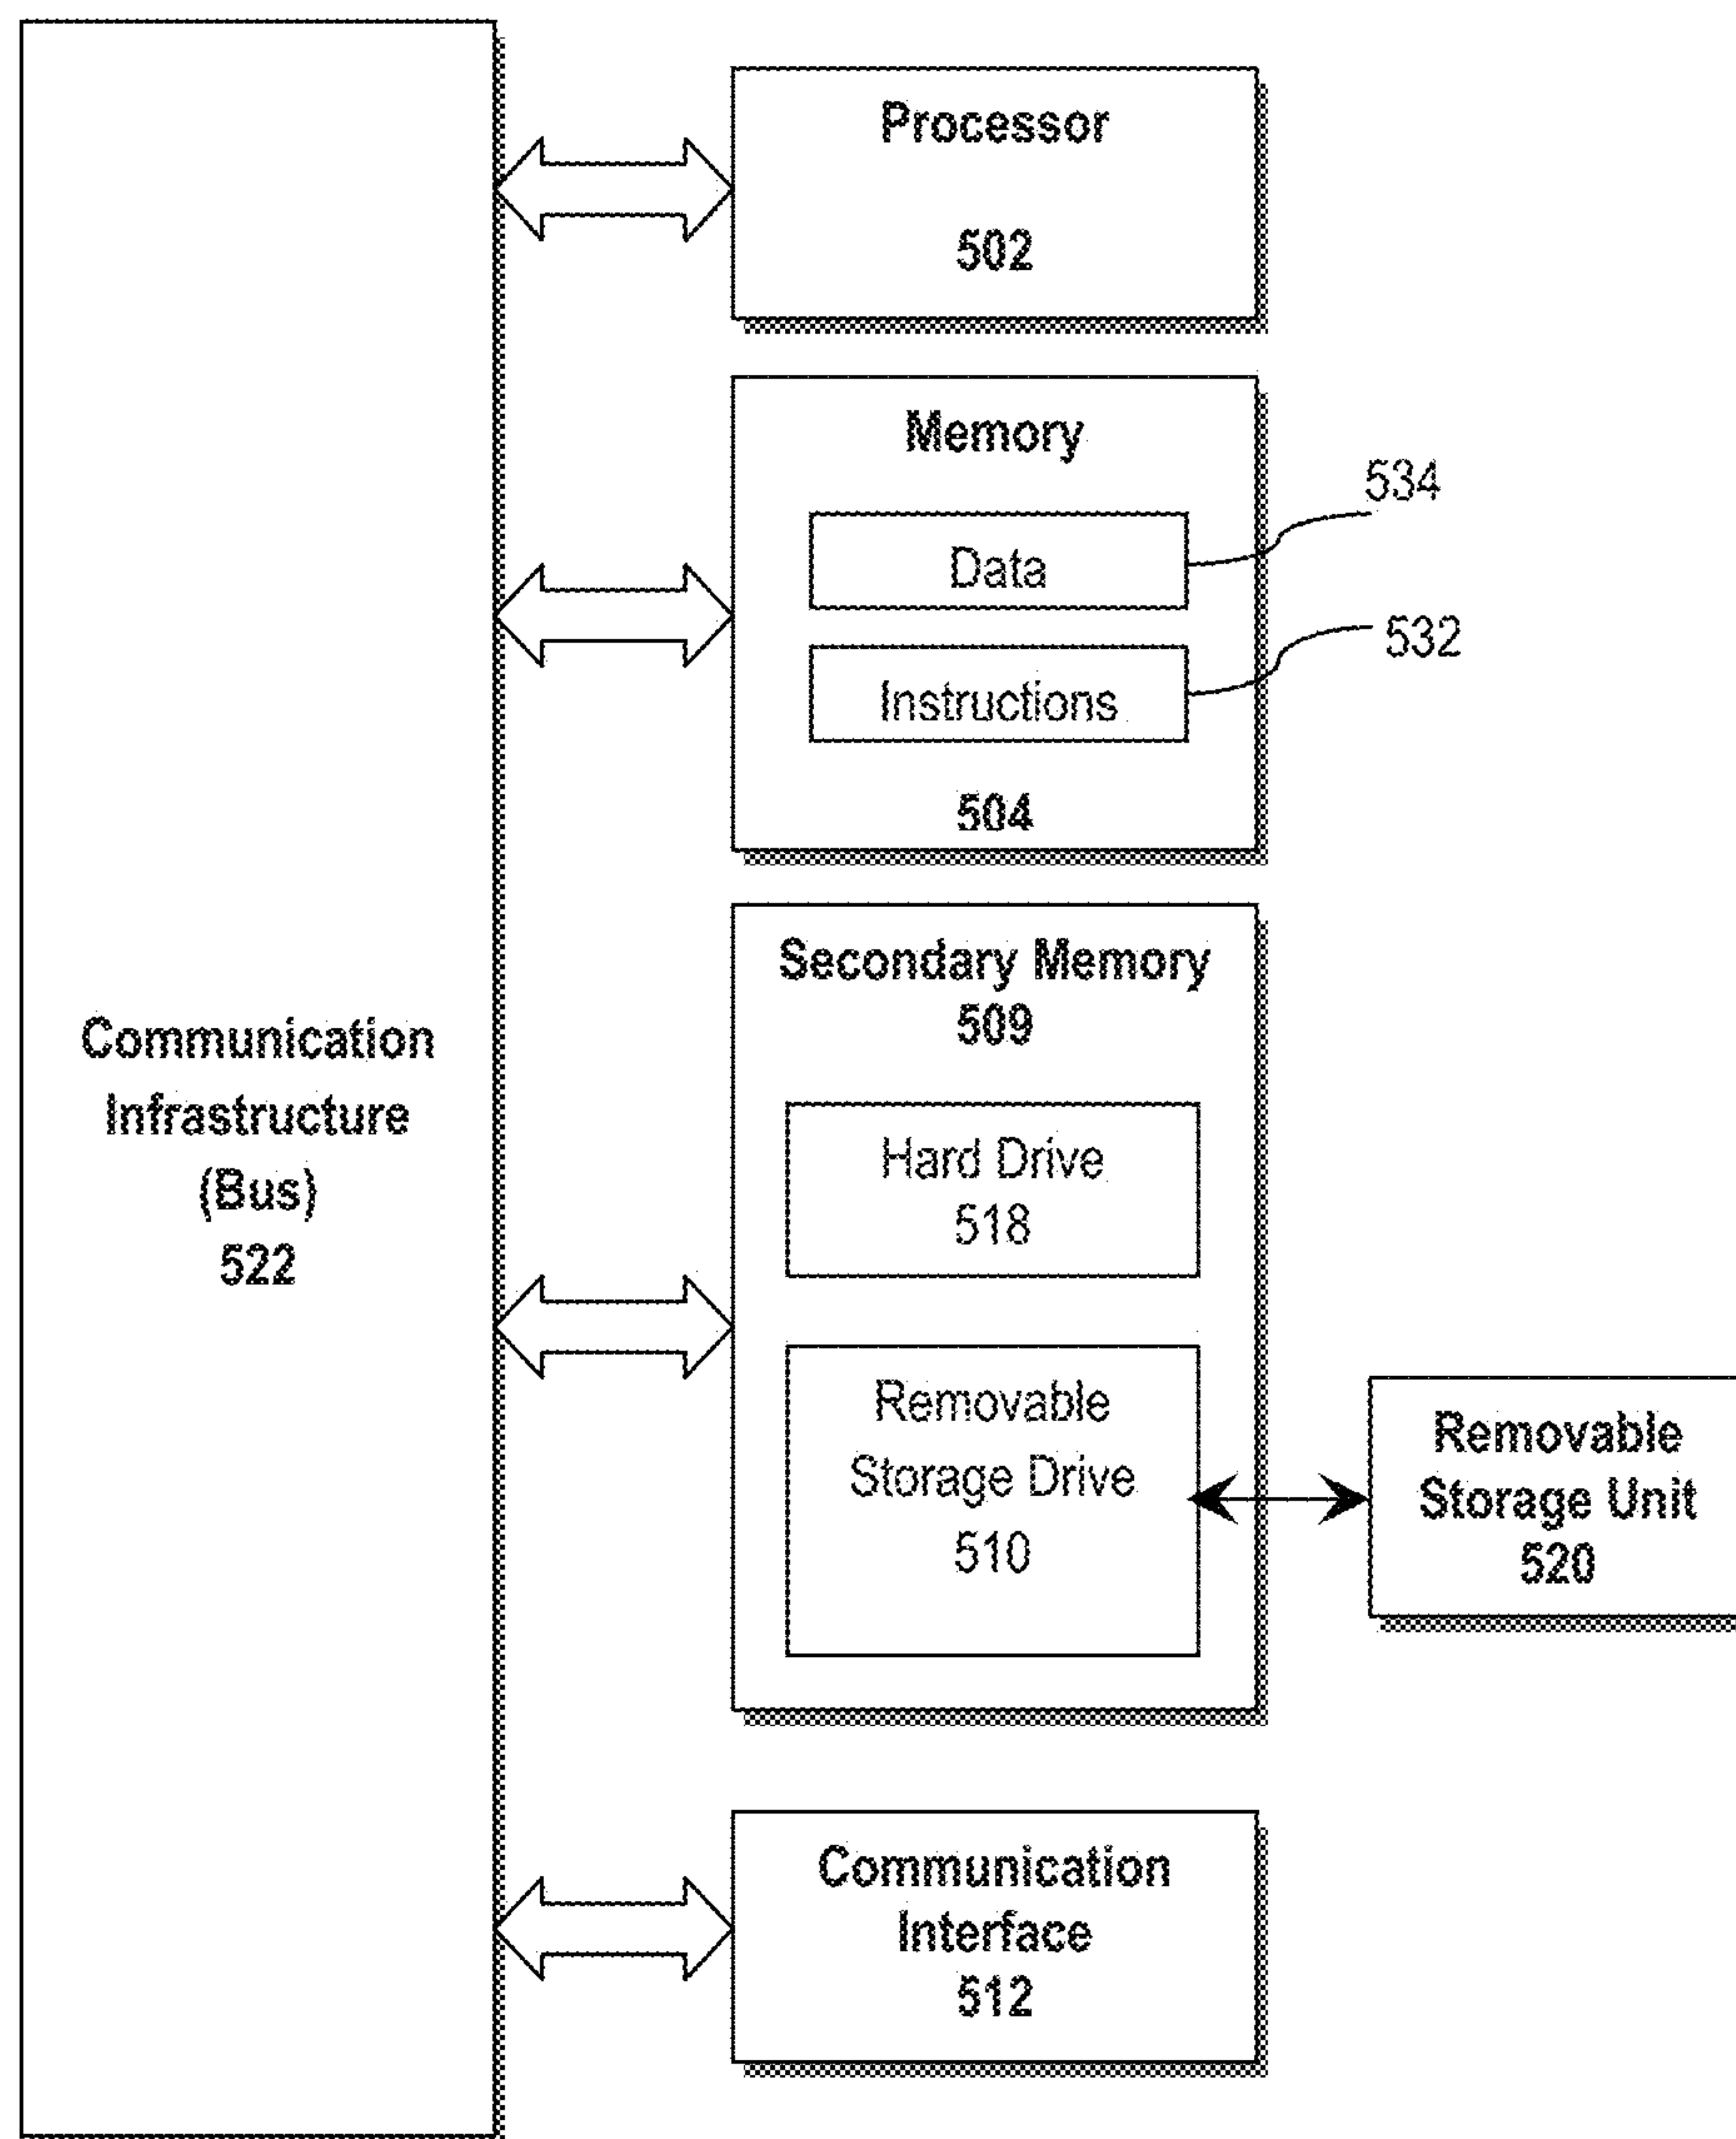 Processor
502
Memory
Data
534
Instructions
532
504
Communication
Infrastructure
(Bus)
522
Secondary Memory
509
Hard Drive
518
Removable
Storage Drive
510
Removable
Storage Unit
520
Communication
Interface
512